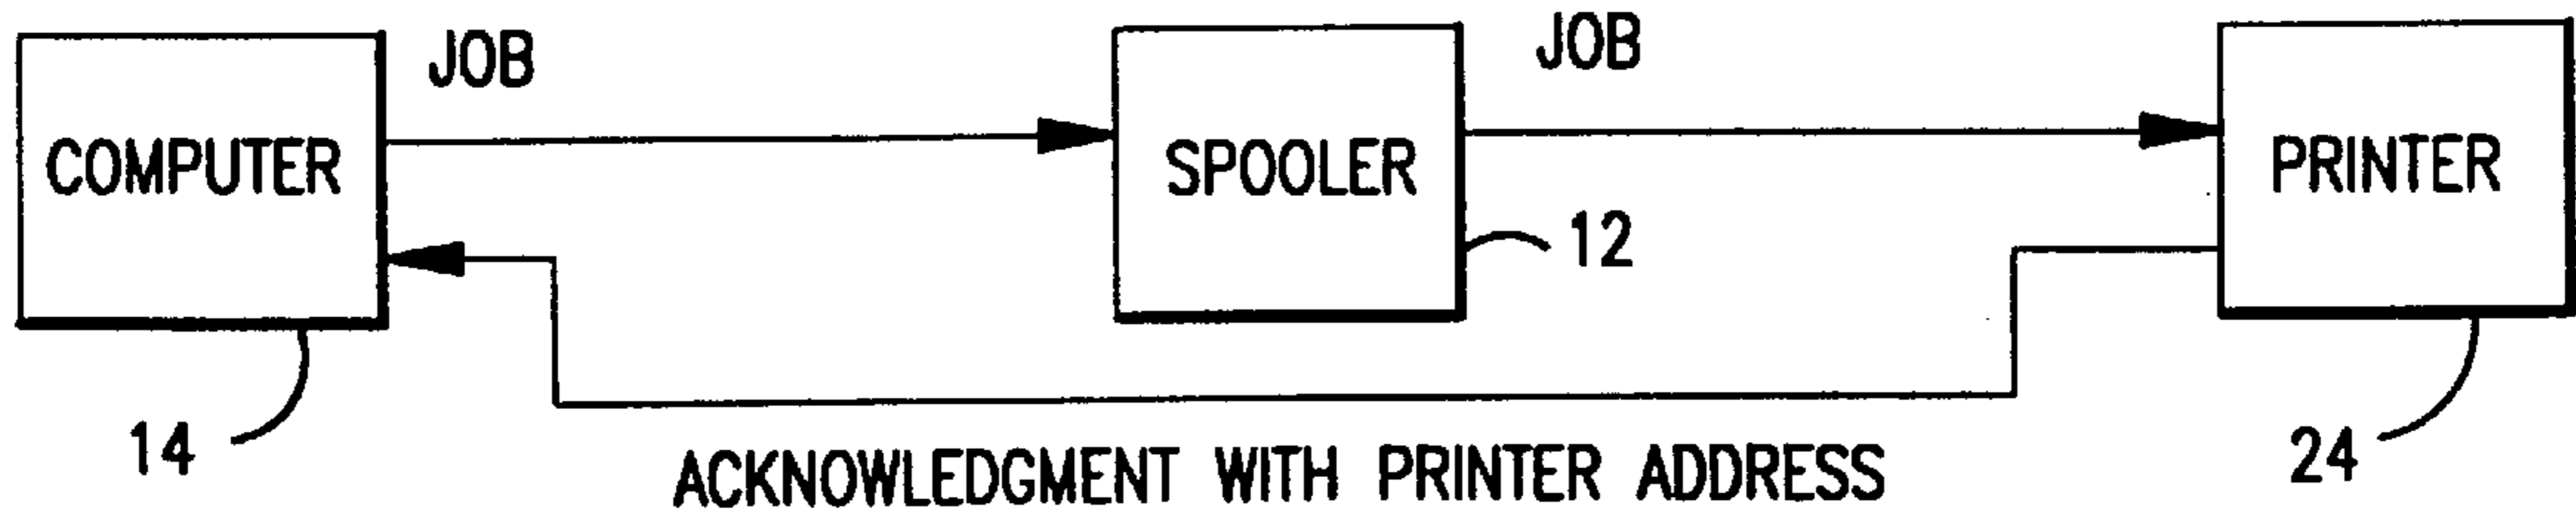 JOB
JOB
COMPUTER
SPOOLER
PRINTER
12
14
24
ACKNOWLEDGMENT WITH PRINTER ADDRESS